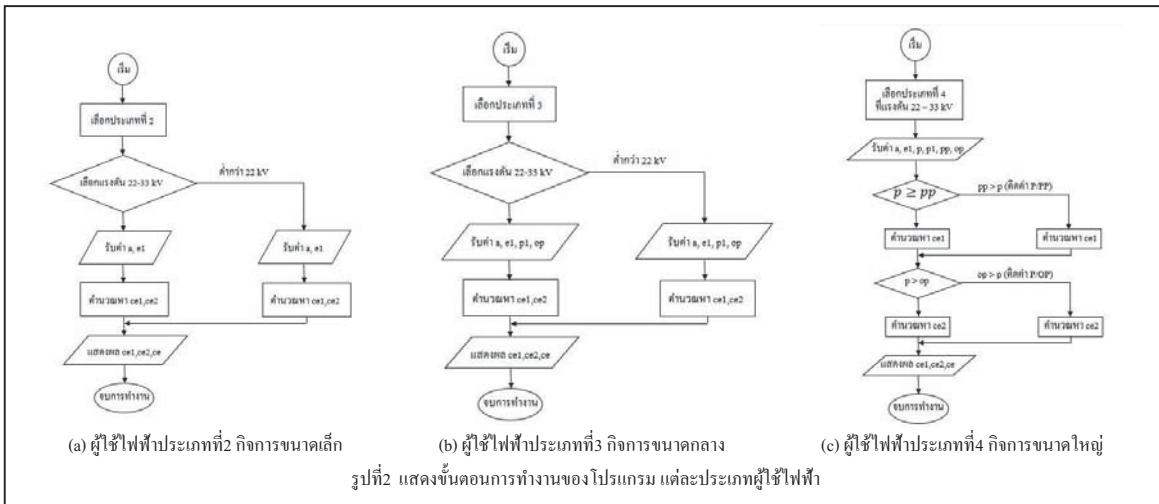 เริ่ม
เลือกประเภทที่ 2
เลือกแรงดัน 22-33 kV
ต่ำกว่า 22 kV
รับค่า a, e1
รับค่า a, e1
คำนวณหา ce1,ce2
คำนวณหา ce1,ce2
แสดงผล ce1,ce2,ce
จบการทำงาน
(a) ผู้ใช้ไฟฟ้าประเภทที่2 กิจการขนาดเล็ก
เริ่ม
เลือกประเภทที่ 3
เลือกแรงดัน 22-33 kV
ต่ำกว่า 22 kV
รับค่า a, e1, p1, op
รับค่า a, e1, p1, op
คำนวณหา ce1,ce2
คำนวณหา ce1,ce2
แสดงผล ce1,ce2,ce
จบการทำงาน
(b) ผู้ใช้ไฟฟ้าประเภทที่3 กิจการขนาดกลาง
เริ่ม
เลือกประเภทที่ 4
ที่แรงดัน 22 – 33 kV
รับค่า a, e1, p, p1, pp, op
p ≥ pp
pp > p (คิดค่า P/PP)
คำนวณหา ce1
คำนวณหา ce1
p > op
op > p (คิดค่า P/OP)
คำนวณหา ce2
คำนวณหา ce2
แสดงผล ce1,ce2,ce
จบการทำงาน
(c) ผู้ใช้ไฟฟ้าประเภทที่4 กิจการขนาดใหญ่
รูปที่2 แสดงขั้นตอนการทำงานของโปรแกรม แต่ละประเภทผู้ใช้ไฟฟ้า